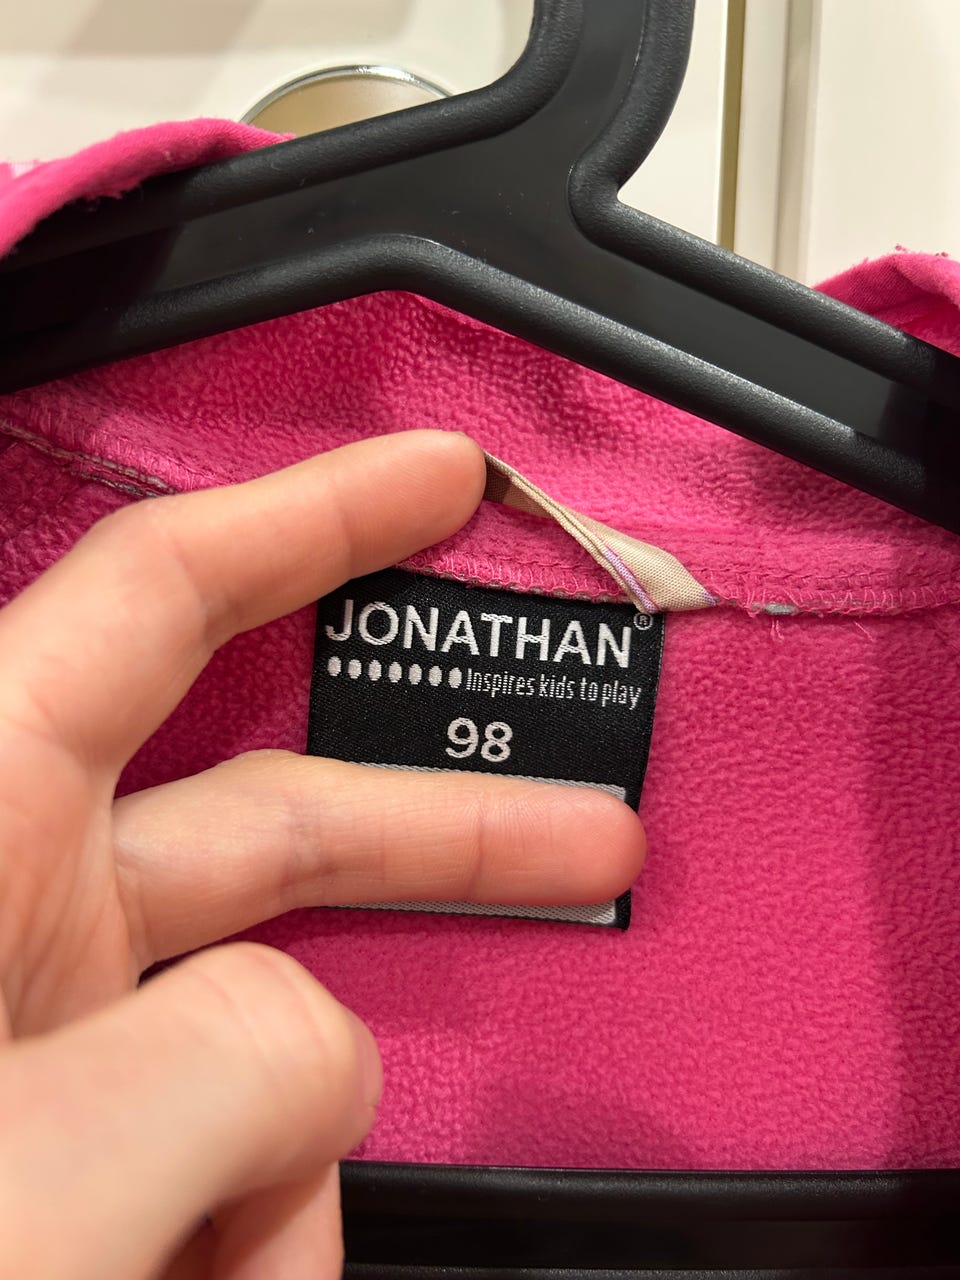 JONATHAN®
Inspires kids to play
98